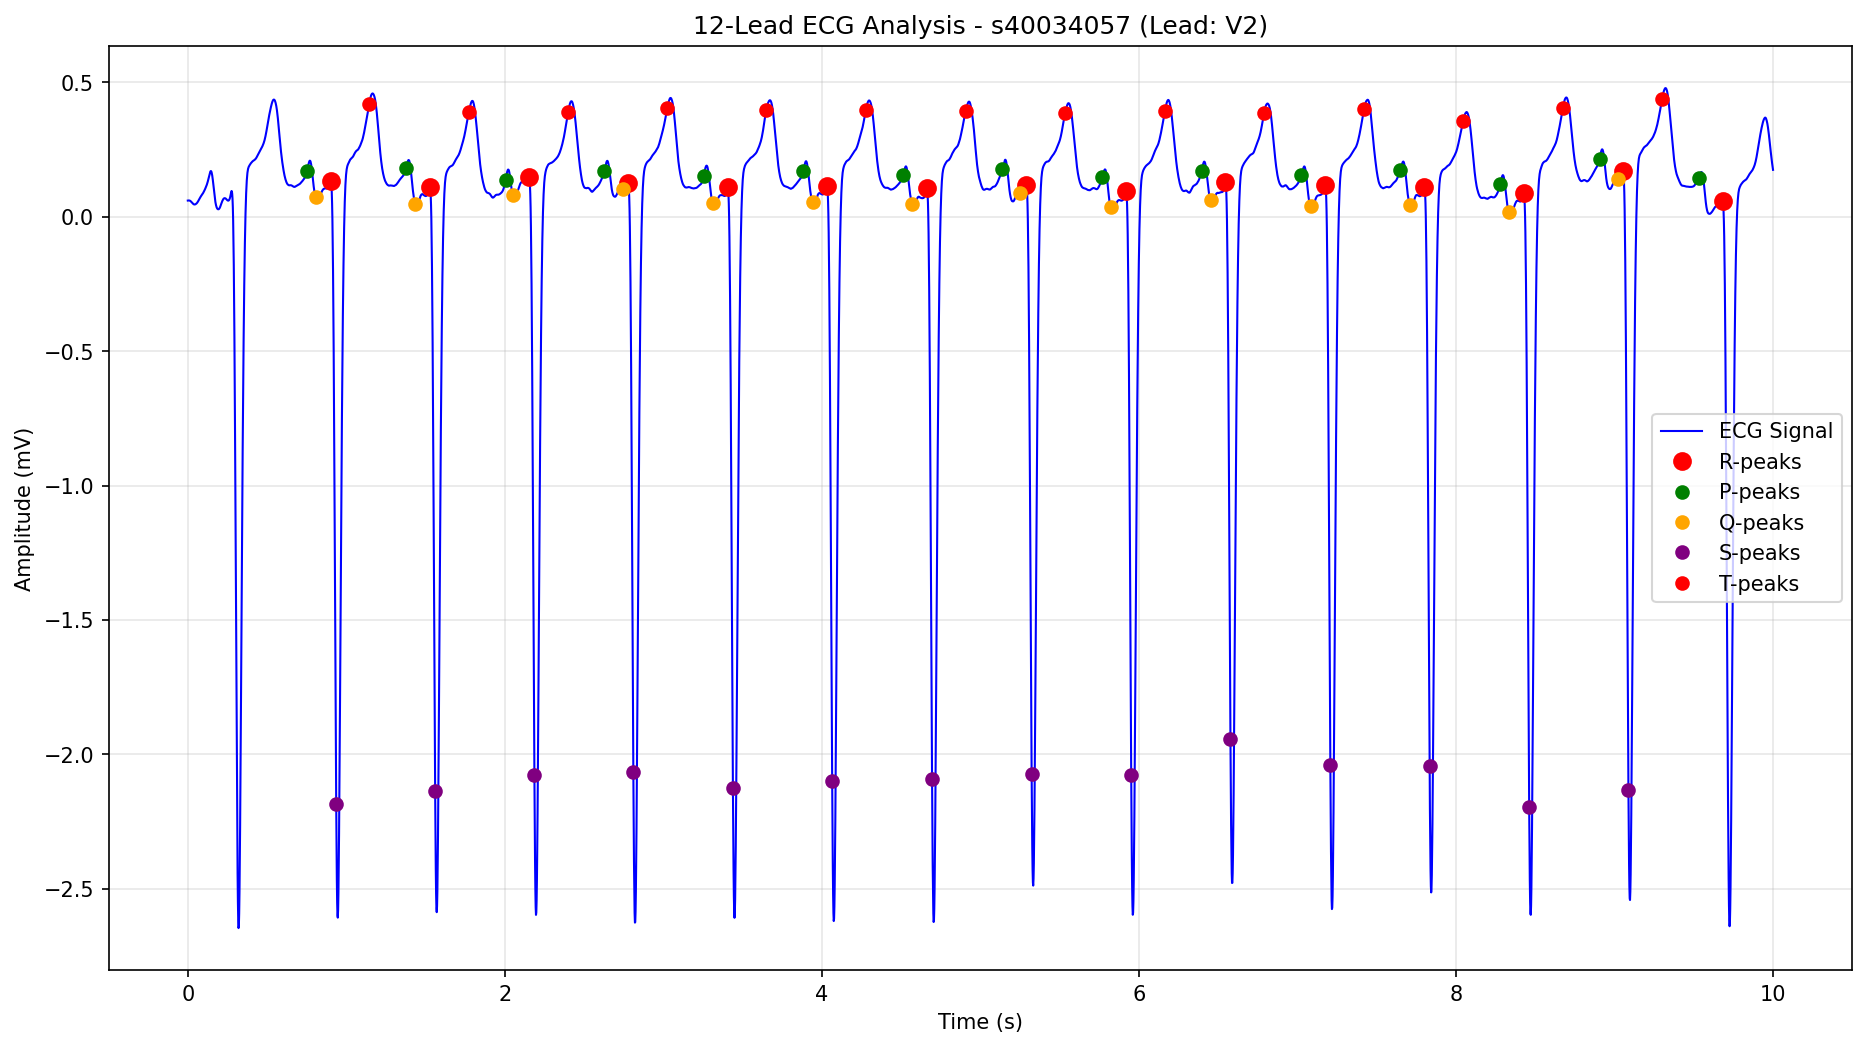 12-Lead ECG Analysis - s40034057 (Lead: V2)
Amplitude (mV)
0.5
0.0
−0.5
−1.0
−1.5
−2.0
−2.5
ECG Signal
R-peaks
P-peaks
Q-peaks
S-peaks
T-peaks
0 2 4 6 8 10
Time (s)